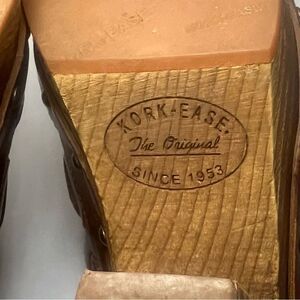 KORK-EASE.
The Original
SINCE 1953